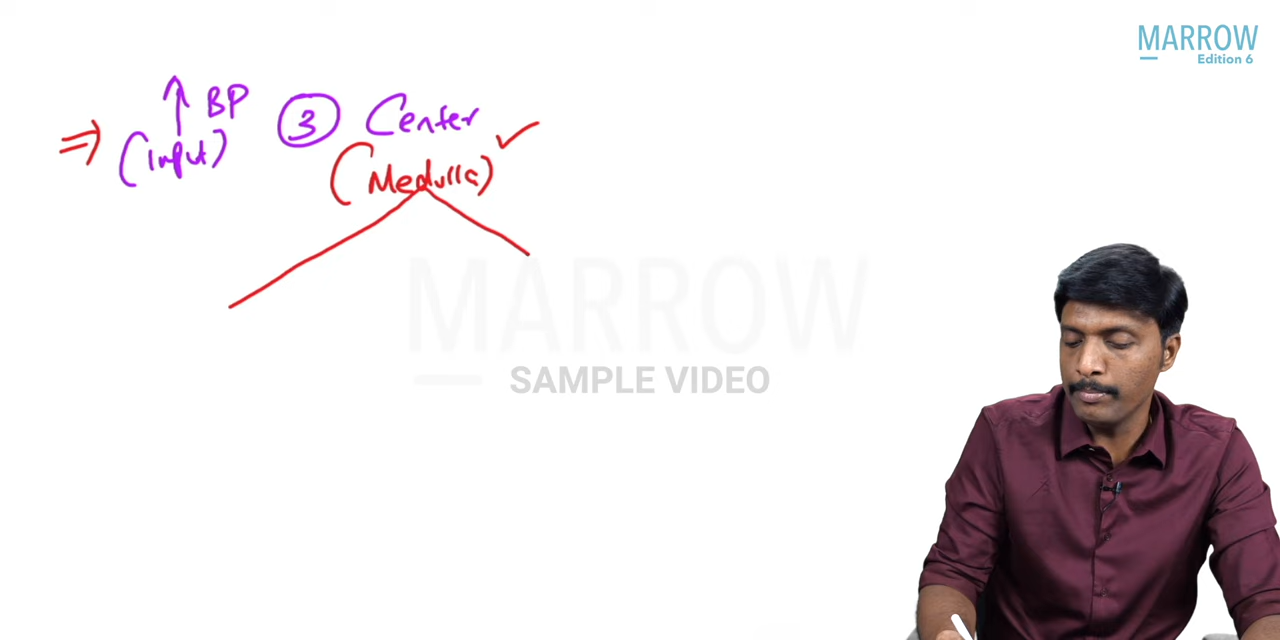 MARROW
Edition 6
↑ BP
⇒ (Input) ③ Center
(Medulla) ✓
MARROW
SAMPLE VIDEO